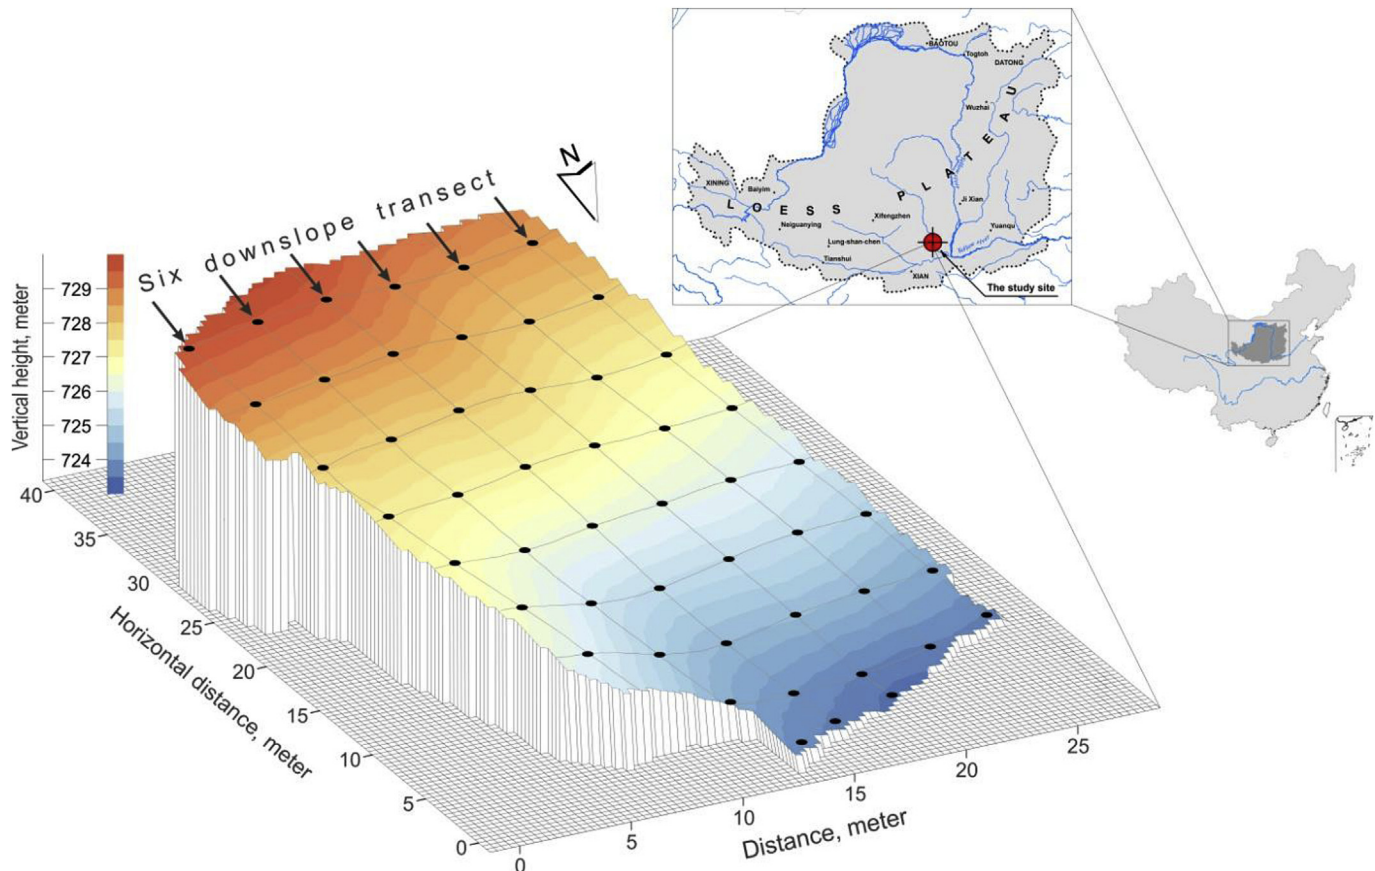 BAOTOU
Togtoh
DATONG
Wuzhai
LOESS PLATEAU
XINING
Baiyim
Ji Xian
Xifengzhen
Neiguanying
Yuanqu
Lung-shan-chen
Tianshui
XIAN
The study site
N
Six downslope transect
Vertical height, meter
729
728
727
726
725
724
40
35
30
25
20
15
10
5
0
Horizontal distance, meter
0
5
10
15
20
25
Distance, meter